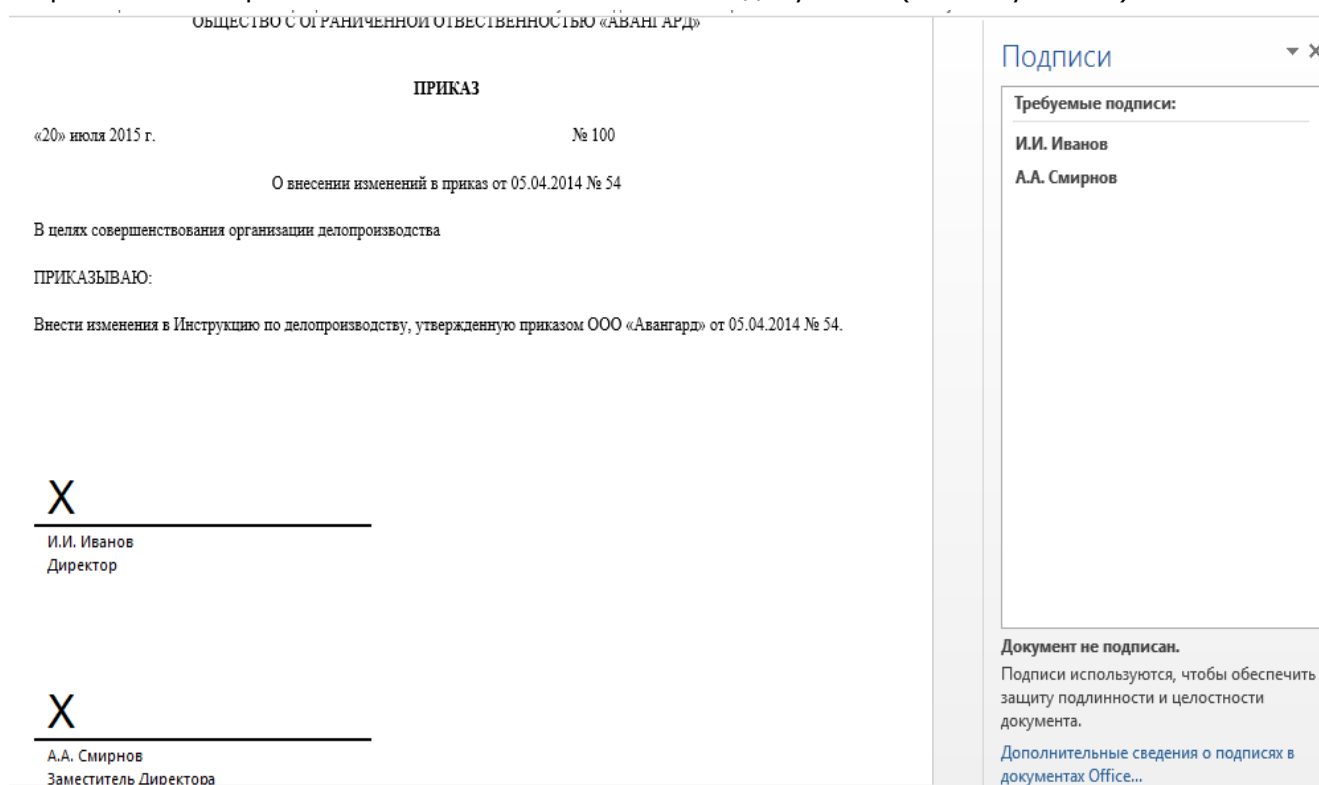 ОБЩЕСТВО С ОГРАНИЧЕННОЙ ОТВЕСТВЕННОСТЬЮ «АВАНГАРД»
ПРИКАЗ
«20» июля 2015 г. № 100
О внесении изменений в приказ от 05.04.2014 № 54
В целях совершенствования организации делопроизводства
ПРИКАЗЫВАЮ:
Внести изменения в Инструкцию по делопроизводству, утвержденную приказом ООО «Авангард» от 05.04.2014 № 54.
X
И.И. Иванов
Директор
X
А.А. Смирнов
Заместитель Директора
Подписи
Требуемые подписи:
И.И. Иванов
А.А. Смирнов
Документ не подписан.
Подписи используются, чтобы обеспечить
защиту подлинности и целостности
документа.
Дополнительные сведения о подписях в
документах Office...